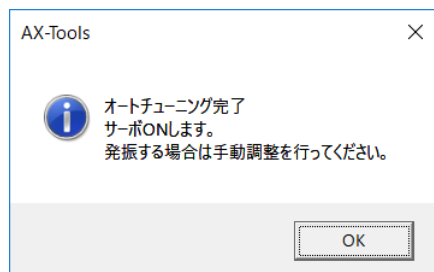 AX-Tools
オートチューニング完了
サーボONします。
発振する場合は手動調整を行ってください。
OK